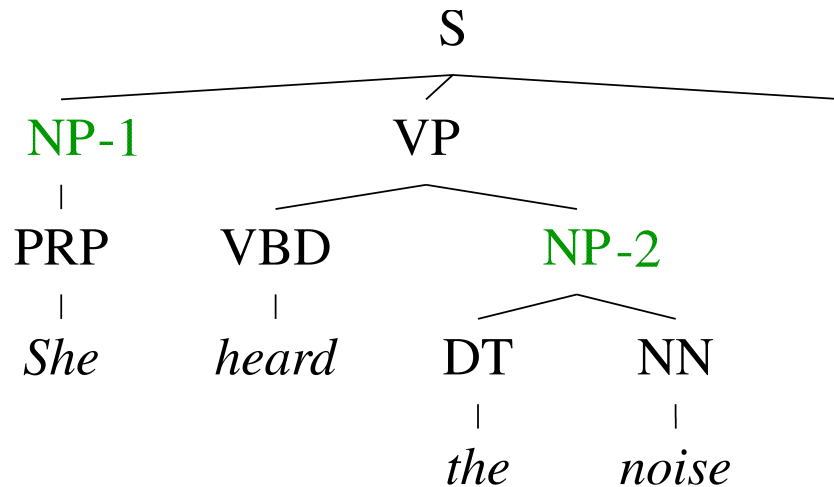 S
NP-1 VP
PRP VBD NP-2
She heard DT NN
the noise